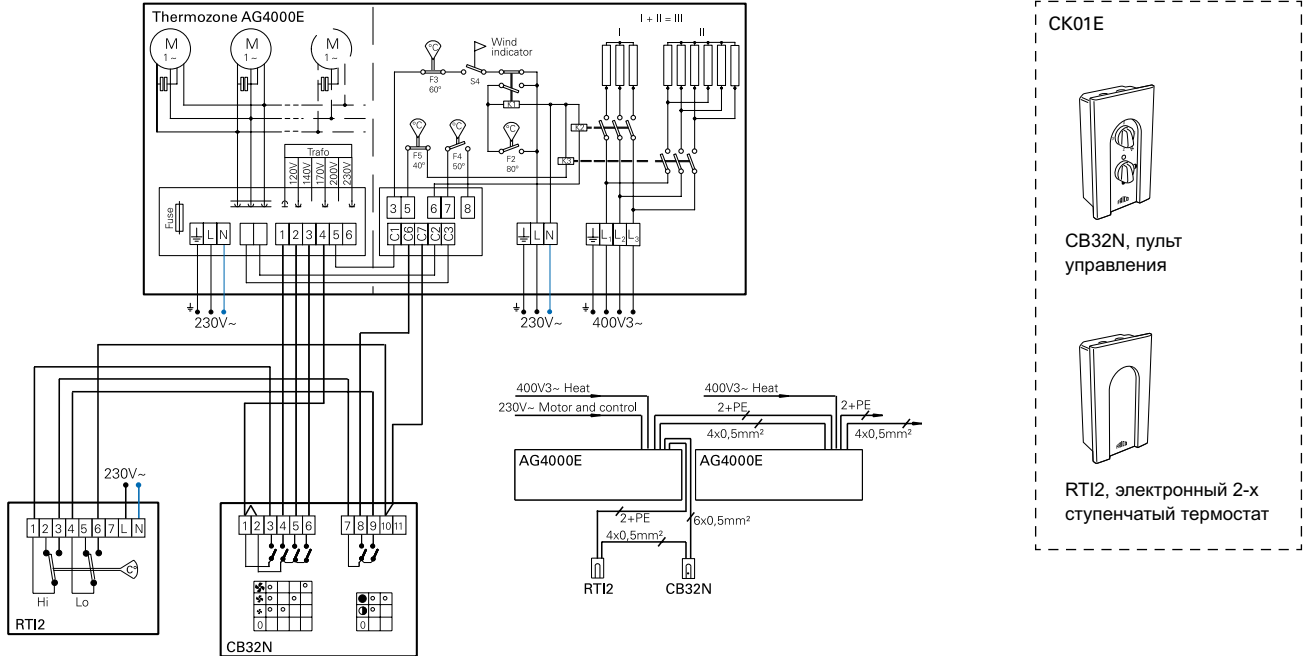 Thermozone AG4000E
I + II = III
I
II
M
1 ~
M
1 ~
M
1 ~
°C
F3
60°
Wind
indicator
S4
K1
°C
F5
40°
°C
F4
50°
°C
F2
80°
K2
K3
Trafo
120V
140V
170V
200V
230V
Fuse
L N
1 2 3 4 5 6
3 5
6 7
8
C1 C6 C7 C2 C3
L N
L1 L2 L3
230V~
230V~
400V3~
230V~
1 2 3 4 5 6 7 L N
Hi
Lo
C°
RTI2
1 2 3 4 5 6
7 8 9 10 11
0
0
CB32N
400V3~ Heat
230V~ Motor and control
400V3~ Heat
2+PE
4x0,5mm²
2+PE
4x0,5mm²
AG4000E
AG4000E
2+PE
4x0,5mm²
6x0,5mm²
RTI2
CB32N
CK01E
CB32N, пульт
управления
RTI2, электронный 2-х
ступенчатый термостат